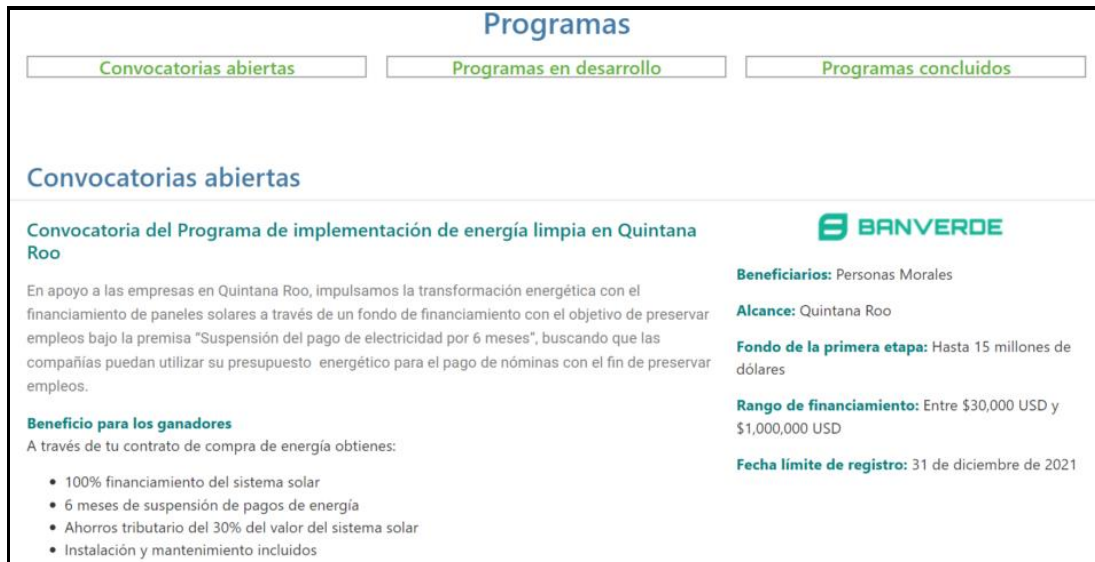 Programas
Convocatorias abiertas
Programas en desarrollo
Programas concluidos
Convocatorias abiertas
Convocatoria del Programa de implementación de energía limpia en Quintana
Roo
En apoyo a las empresas en Quintana Roo, impulsamos la transformación energética con el
financiamiento de paneles solares a través de un fondo de financiamiento con el objetivo de preservar
empleos bajo la premisa “Suspensión del pago de electricidad por 6 meses”, buscando que las
compañías puedan utilizar su presupuesto energético para el pago de nóminas con el fin de preservar
empleos.
Beneficio para los ganadores
A través de tu contrato de compra de energía obtienes:
• 100% financiamiento del sistema solar
• 6 meses de suspensión de pagos de energía
• Ahorros tributario del 30% del valor del sistema solar
• Instalación y mantenimiento incluidos
BANVERDE
Beneficiarios: Personas Morales
Alcance: Quintana Roo
Fondo de la primera etapa: Hasta 15 millones de
dólares
Rango de financiamiento: Entre $30,000 USD y
$1,000,000 USD
Fecha límite de registro: 31 de diciembre de 2021